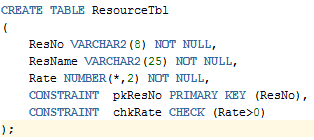 CREATE TABLE ResourceTbl
(
ResNo VARCHAR2(8) NOT NULL,
ResName VARCHAR2(25) NOT NULL,
Rate NUMBER(*,2) NOT NULL,
CONSTRAINT pkResNo PRIMARY KEY (ResNo),
CONSTRAINT chkRate CHECK (Rate>0)
);